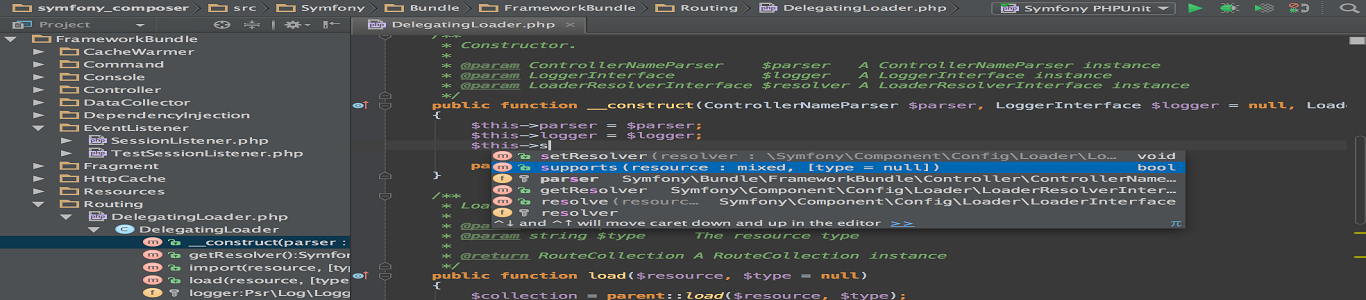 symfony_composer src Symfony Bundle FrameworkBundle Routing DelegatingLoader.php Symfony PHPUnit
Project
DelegatingLoader.php ×
FrameworkBundle
CacheWarmer
Command
Console
Controller
DataCollector
DependencyInjection
EventListener
SessionListener.php
TestSessionListener.php
Fragment
HttpCache
Resources
Routing
DelegatingLoader.php
DelegatingLoader
__construct(parser :
getResolver():Symfo
import(resource, [typ
load(resource, [type
logger:Psr\Log\Logg
/**
* Constructor.
*
* @param ControllerNameParser $parser A ControllerNameParser instance
* @param LoggerInterface $logger A LoggerInterface instance
* @param LoaderResolverInterface $resolver A LoaderResolverInterface instance
*/
public function __construct(ControllerNameParser $parser, LoggerInterface $logger = null, Loade
{
$this->parser = $parser;
$this->logger = $logger;
$this->s
setResolver(resolver : \Symfony\Component\Config\Loader\Lo... void
supports(resource : mixed, [type = null]) bool
parser Symfony\Bundle\FrameworkBundle\Controller\ControllerName...
getResolver Symfony\Component\Config\Loader\LoaderResolverInter...
resolve(resourc... Symfony\Component\Config\Loader\LoaderInterface
resolver
^↓ and ^↑ will move caret down and up in the editor >> π
pa
}
/**
* Loa
*
* @pa
* @param string $type The resource type
*
* @return RouteCollection A RouteCollection instance
*/
public function load($resource, $type = null)
{
$collection = parent::load($resource, $type);